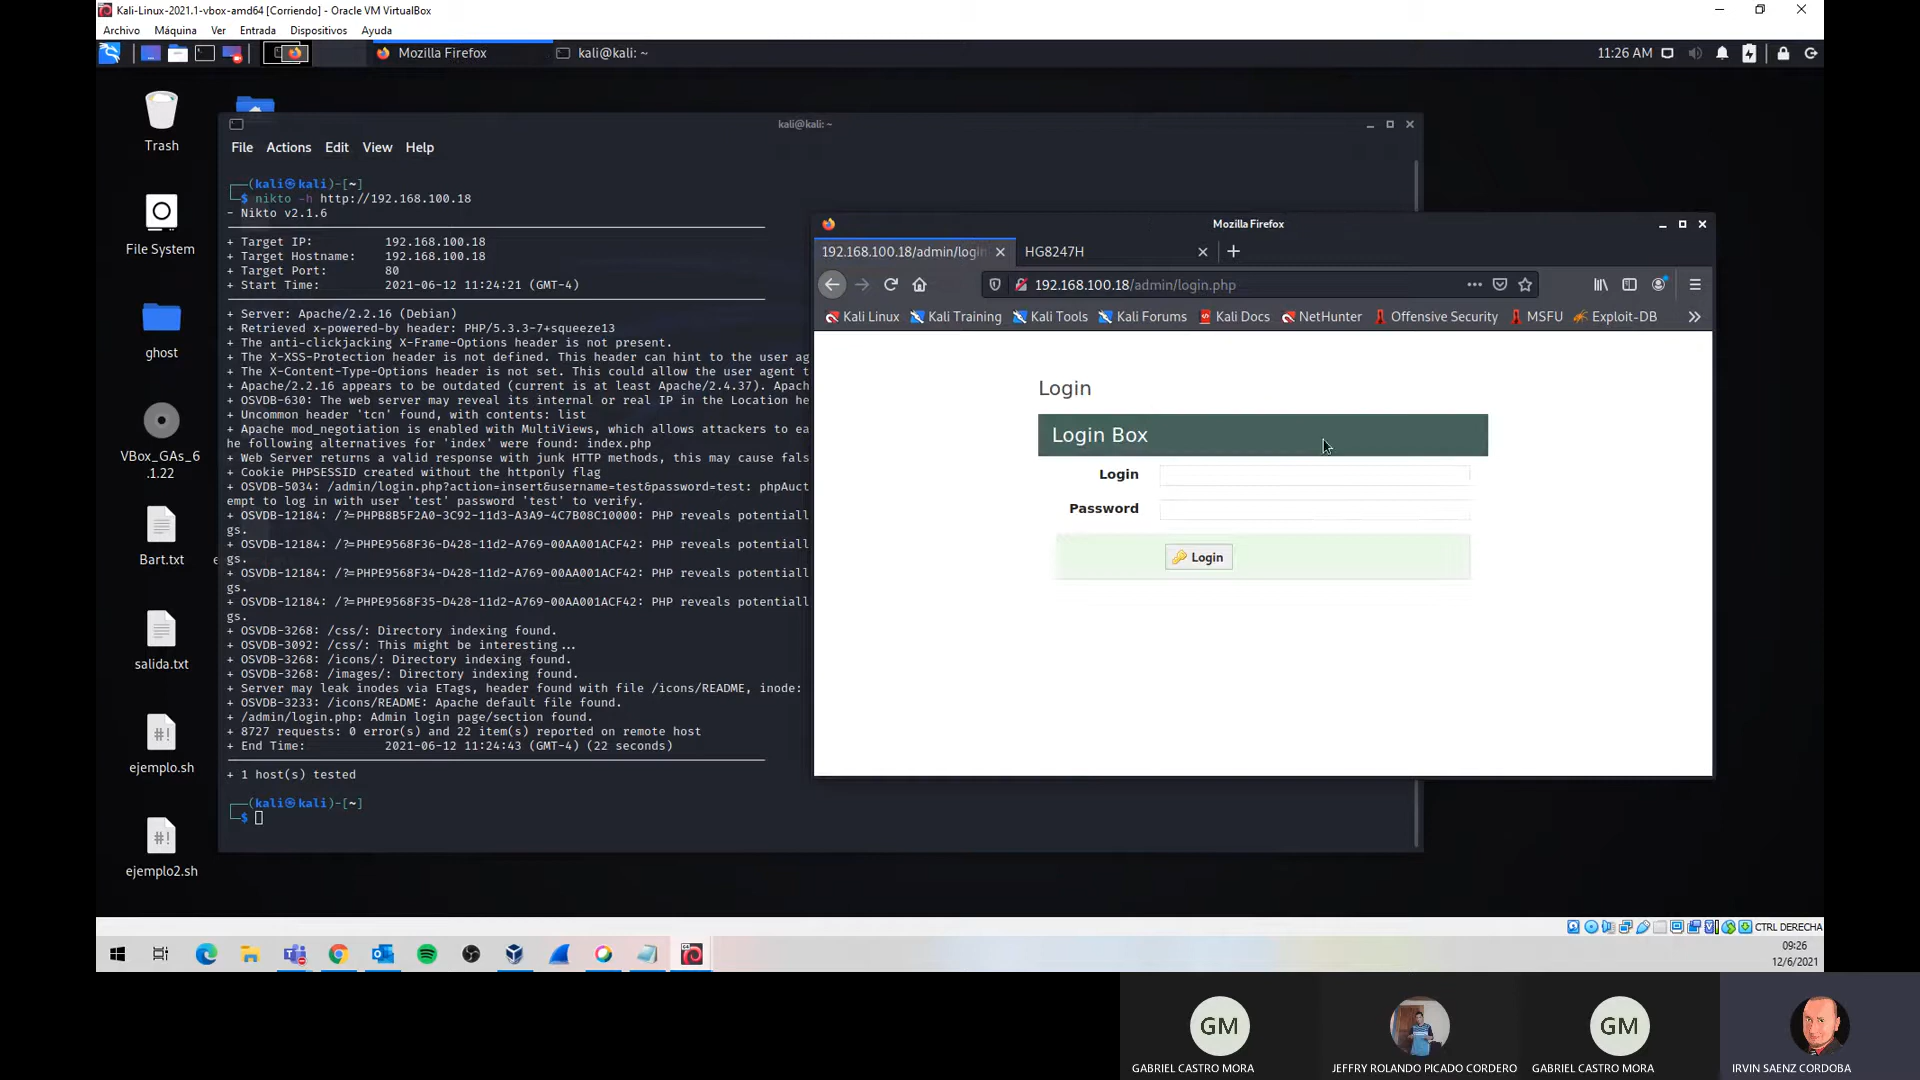 Kali-Linux-2021.1-vbox-amd64 [Corriendo] - Oracle VM VirtualBox
Archivo Máquina Ver Entrada Dispositivos Ayuda
Mozilla Firefox
kali@kali: ~
11:26 AM
Trash
File System
ghost
VBox_GAs_6
.1.22
Bart.txt
salida.txt
ejemplo.sh
ejemplo2.sh
kali@kali: ~
File Actions Edit View Help
(kali㉿kali)-[~]
$ nikto -h http://192.168.100.18
- Nikto v2.1.6
+ Target IP: 192.168.100.18
+ Target Hostname: 192.168.100.18
+ Target Port: 80
+ Start Time: 2021-06-12 11:24:21 (GMT-4)
+ Server: Apache/2.2.16 (Debian)
+ Retrieved x-powered-by header: PHP/5.3.3-7+squeeze13
+ The anti-clickjacking X-Frame-Options header is not present.
+ The X-XSS-Protection header is not defined. This header can hint to the user ag
+ The X-Content-Type-Options header is not set. This could allow the user agent t
+ Apache/2.2.16 appears to be outdated (current is at least Apache/2.4.37). Apach
+ OSVDB-630: The web server may reveal its internal or real IP in the Location he
+ Uncommon header 'tcn' found, with contents: list
+ Apache mod_negotiation is enabled with MultiViews, which allows attackers to ea
he following alternatives for 'index' were found: index.php
+ Web Server returns a valid response with junk HTTP methods, this may cause fals
+ Cookie PHPSESSID created without the httponly flag
+ OSVDB-5034: /admin/login.php?action=insert&username=test&password=test: phpAuct
empt to log in with user 'test' password 'test' to verify.
+ OSVDB-12184: /?=PHPB8B5F2A0-3C92-11d3-A3A9-4C7B08C10000: PHP reveals potentiall
gs.
+ OSVDB-12184: /?=PHPE9568F36-D428-11d2-A769-00AA001ACF42: PHP reveals potentiall
gs.
+ OSVDB-12184: /?=PHPE9568F34-D428-11d2-A769-00AA001ACF42: PHP reveals potentiall
gs.
+ OSVDB-12184: /?=PHPE9568F35-D428-11d2-A769-00AA001ACF42: PHP reveals potentiall
gs.
+ OSVDB-3268: /css/: Directory indexing found.
+ OSVDB-3092: /css/: This might be interesting...
+ OSVDB-3268: /icons/: Directory indexing found.
+ OSVDB-3268: /images/: Directory indexing found.
+ Server may leak inodes via ETags, header found with file /icons/README, inode:
+ OSVDB-3233: /icons/README: Apache default file found.
+ /admin/login.php: Admin login page/section found.
+ 8727 requests: 0 error(s) and 22 item(s) reported on remote host
+ End Time: 2021-06-12 11:24:43 (GMT-4) (22 seconds)
+ 1 host(s) tested
(kali㉿kali)-[~]
$
Mozilla Firefox
192.168.100.18/admin/login
HG8247H
192.168.100.18/admin/login.php
Kali Linux Kali Training Kali Tools Kali Forums Kali Docs NetHunter Offensive Security MSFU Exploit-DB
Login
Login Box
Login
Password
Login
CTRL DERECHA
09:26
12/6/2021
GM
GM
GABRIEL CASTRO MORA
JEFFRY ROLANDO PICADO CORDERO
GABRIEL CASTRO MORA
IRVIN SAENZ CORDOBA